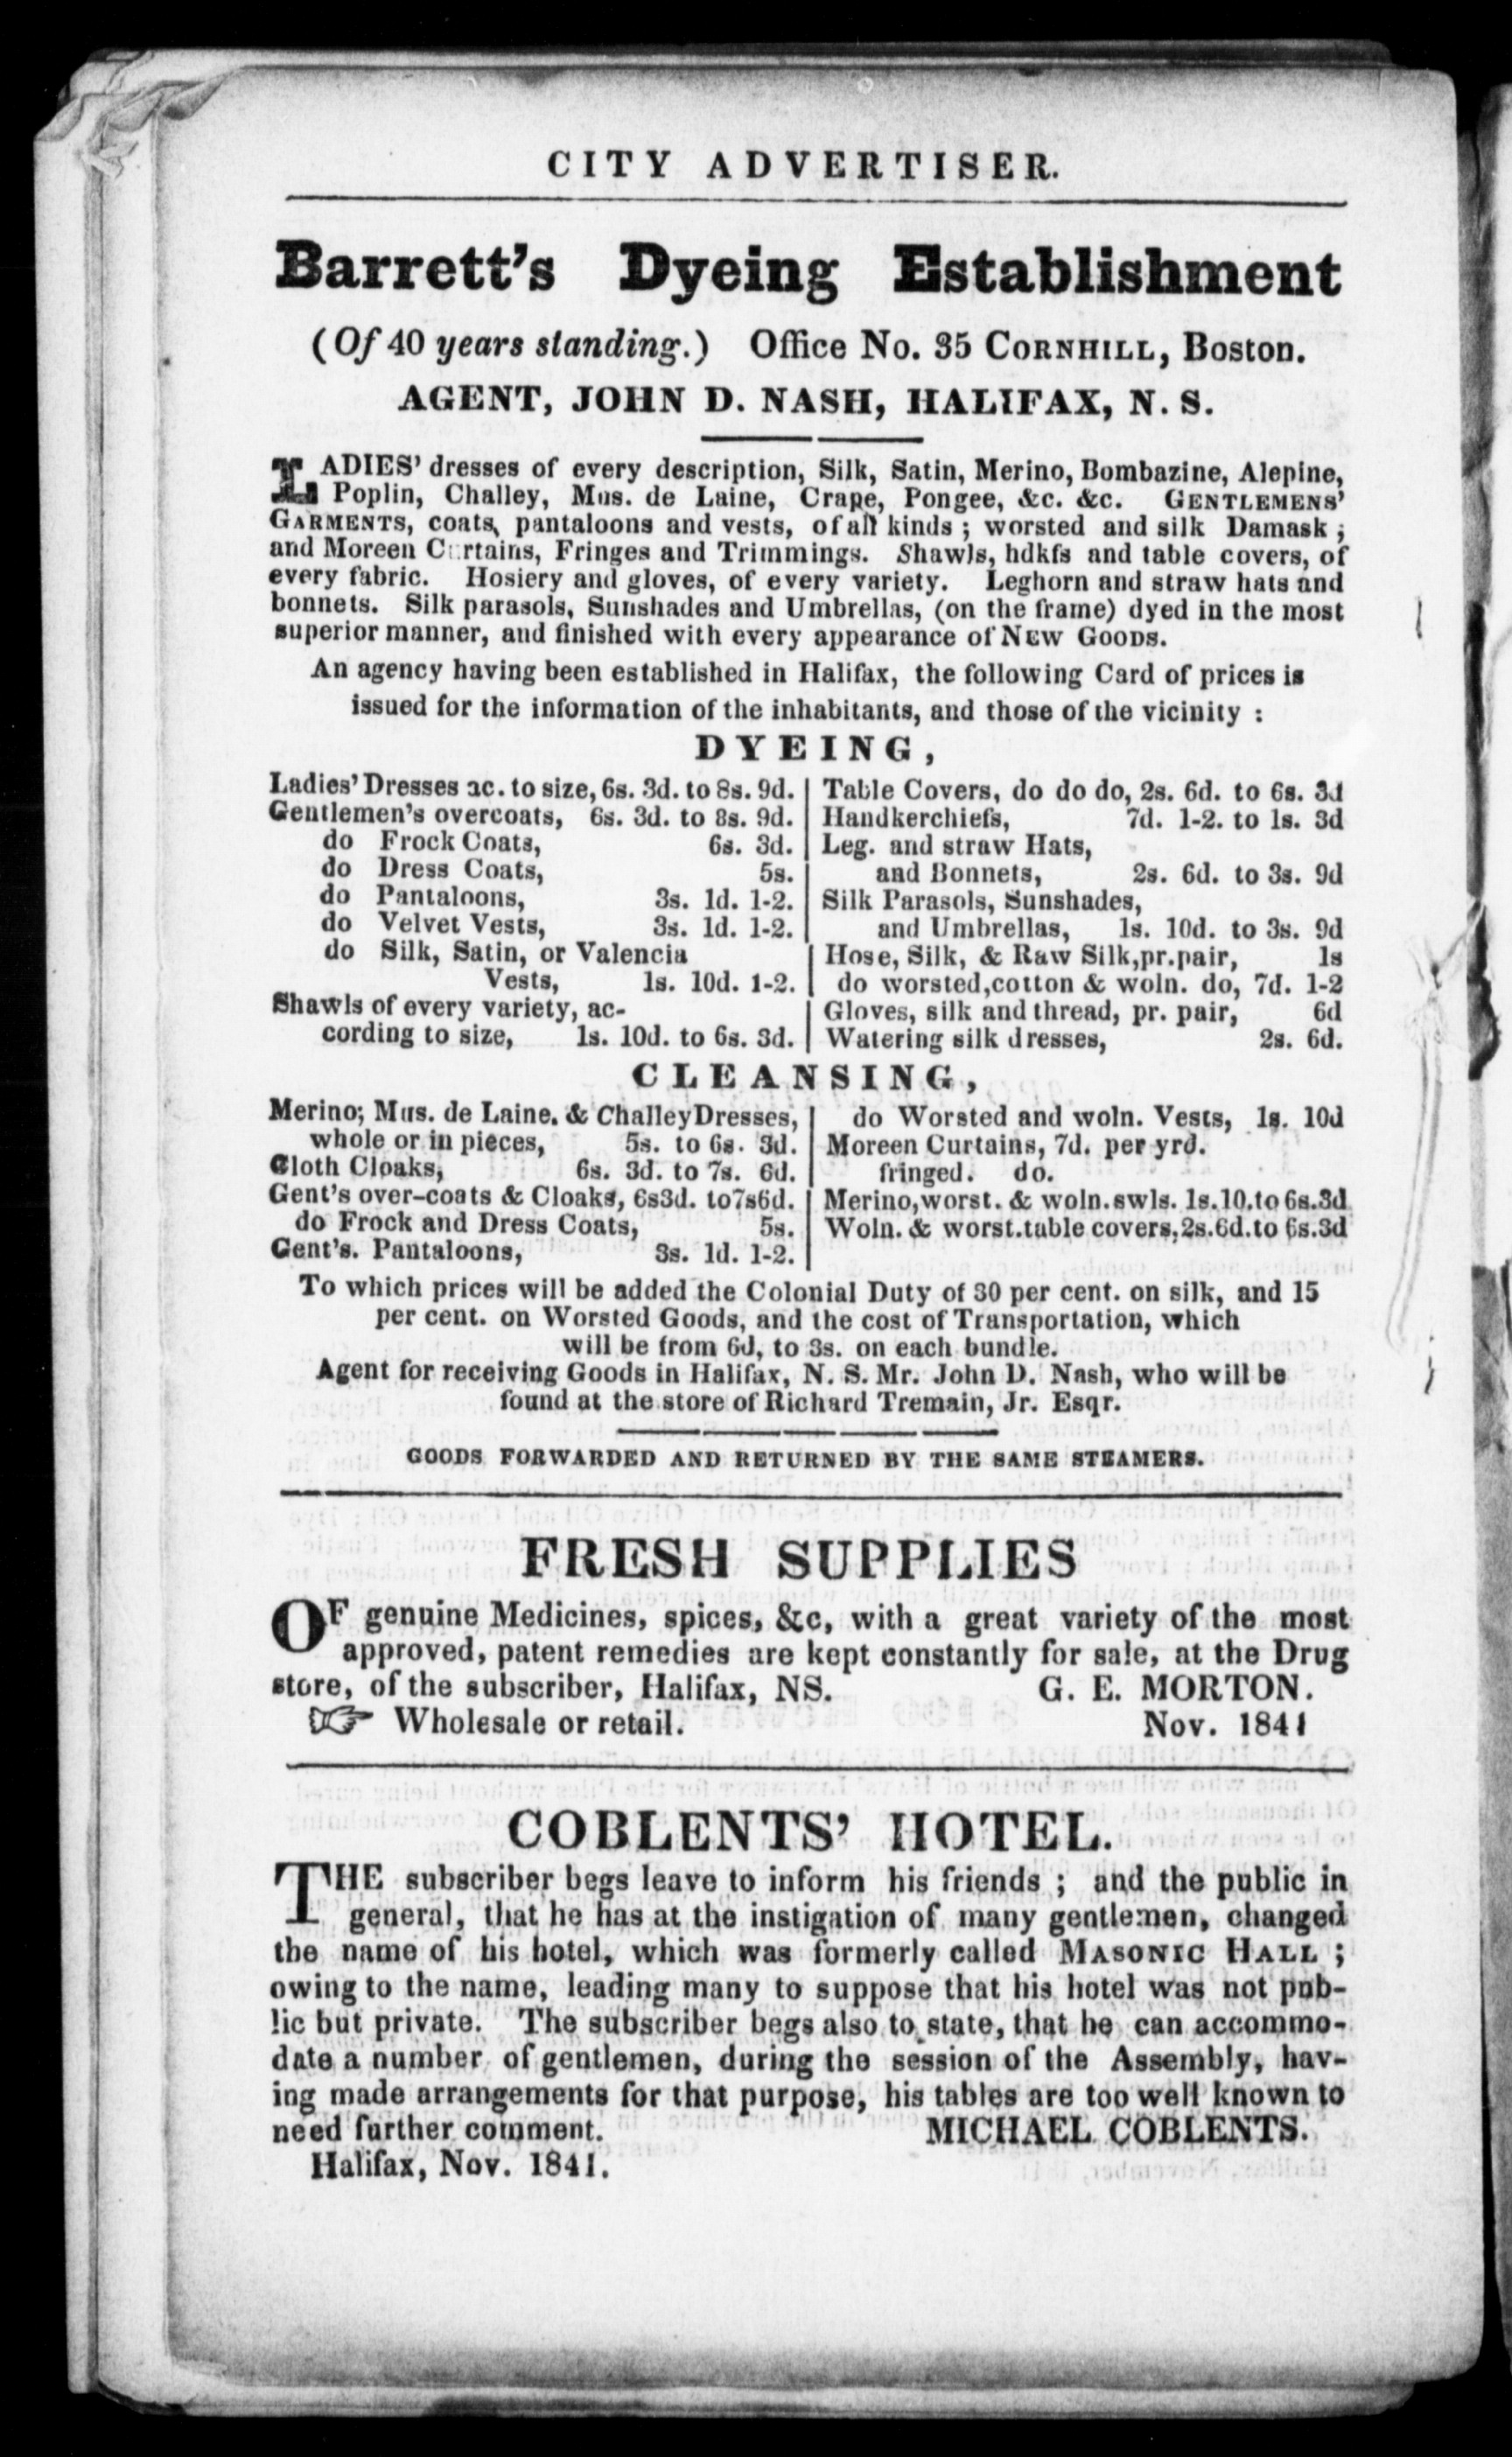 CITY ADVERTISER.
Barrett's Dyeing Establishment
(Of 40 years standing.) Office No. 35 CORNHILL, Boston.
AGENT, JOHN D. NASH, HALIFAX, N. S.
LADIES' dresses of every description, Silk, Satin, Merino, Bombazine, Alepine,
Poplin, Challey, Mus. de Laine, Crape, Pongee, &c. &c. GENTLEMENS'
GARMENTS, coats, pantaloons and vests, of all kinds ; worsted and silk Damask ;
and Moreen Curtains, Fringes and Trimmings. Shawls, hdkfs and table covers, of
every fabric. Hosiery and gloves, of every variety. Leghorn and straw hats and
bonnets. Silk parasols, Sunshades and Umbrellas, (on the frame) dyed in the most
superior manner, and finished with every appearance of NEW GOODS.
An agency having been established in Halifax, the following Card of prices is
issued for the information of the inhabitants, and those of the vicinity :
DYEING,
Ladies' Dresses ac. to size, 6s. 3d. to 8s. 9d.
Gentlemen's overcoats, 6s. 3d. to 8s. 9d.
do Frock Coats, 6s. 3d.
do Dress Coats, 5s.
do Pantaloons, 3s. 1d. 1-2.
do Velvet Vests, 3s. 1d. 1-2.
do Silk, Satin, or Valencia
Vests, 1s. 10d. 1-2.
Shawls of every variety, ac-
cording to size, 1s. 10d. to 6s. 3d.
Table Covers, do do do, 2s. 6d. to 6s. 3d
Handkerchiefs, 7d. 1-2. to 1s. 3d
Leg. and straw Hats,
and Bonnets, 2s. 6d. to 3s. 9d
Silk Parasols, Sunshades,
and Umbrellas, 1s. 10d. to 3s. 9d
Hose, Silk, & Raw Silk,pr.pair, 1s
do worsted,cotton & woln. do, 7d. 1-2
Gloves, silk and thread, pr. pair, 6d
Watering silk dresses, 2s. 6d.
CLEANSING,
Merino; Mus. de Laine. & Challey Dresses,
whole or in pieces, 5s. to 6s. 3d.
Cloth Cloaks, 6s. 3d. to 7s. 6d.
Gent's over-coats & Cloaks, 6s3d. to7s6d.
do Frock and Dress Coats, 5s.
Gent's. Pantaloons, 3s. 1d. 1-2.
do Worsted and woln. Vests, 1s. 10d
Moreen Curtains, 7d. per yrd.
fringed. do.
Merino,worst. & woln.swls. 1s.10.to 6s.3d
Woln. & worst.table covers,2s.6d.to 6s.3d
To which prices will be added the Colonial Duty of 30 per cent. on silk, and 15
per cent. on Worsted Goods, and the cost of Transportation, which
will be from 6d, to 3s. on each bundle.
Agent for receiving Goods in Halifax, N. S. Mr. John D. Nash, who will be
found at the store of Richard Tremain, Jr. Esqr.
GOODS FORWARDED AND RETURNED BY THE SAME STEAMERS.
FRESH SUPPLIES
OF genuine Medicines, spices, &c, with a great variety of the most
approved, patent remedies are kept constantly for sale, at the Drug
store, of the subscriber, Halifax, NS. G. E. MORTON.
☞ Wholesale or retail. Nov. 1841
COBLENTS' HOTEL.
THE subscriber begs leave to inform his friends ; and the public in
general, that he has at the instigation of many gentlemen, changed
the name of his hotel, which was formerly called MASONIC HALL ;
owing to the name, leading many to suppose that his hotel was not pub-
lic but private. The subscriber begs also to state, that he can accommo-
date a number of gentlemen, during the session of the Assembly, hav-
ing made arrangements for that purpose, his tables are too well known to
need further comment. MICHAEL COBLENTS.
Halifax, Nov. 1841.